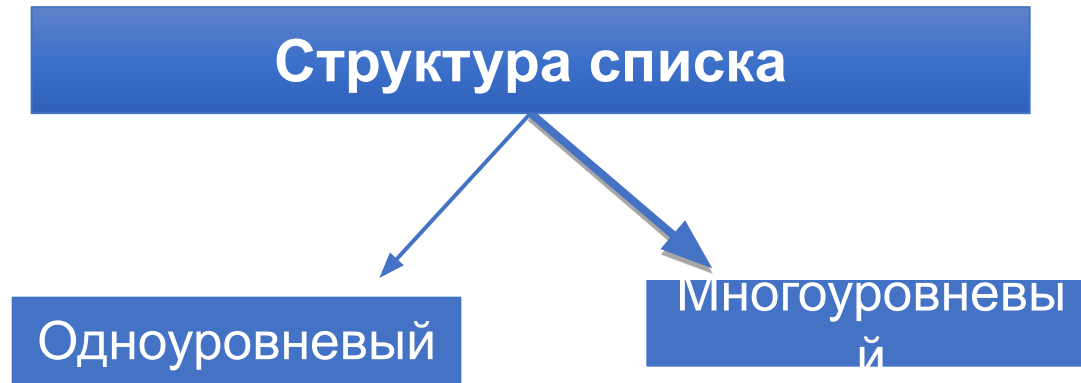 Структура списка
Одноуровневый
Многоуровневы
й